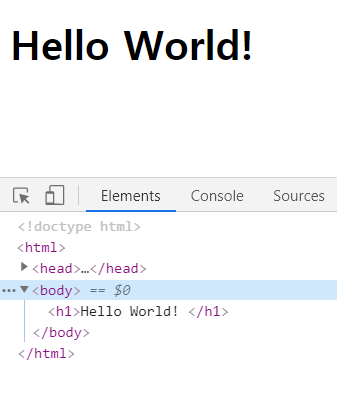 Hello World!
Elements Console Sources
<!doctype html>
<html>
<head>…</head>
<body> == $0
<h1>Hello World! </h1>
</body>
</html>